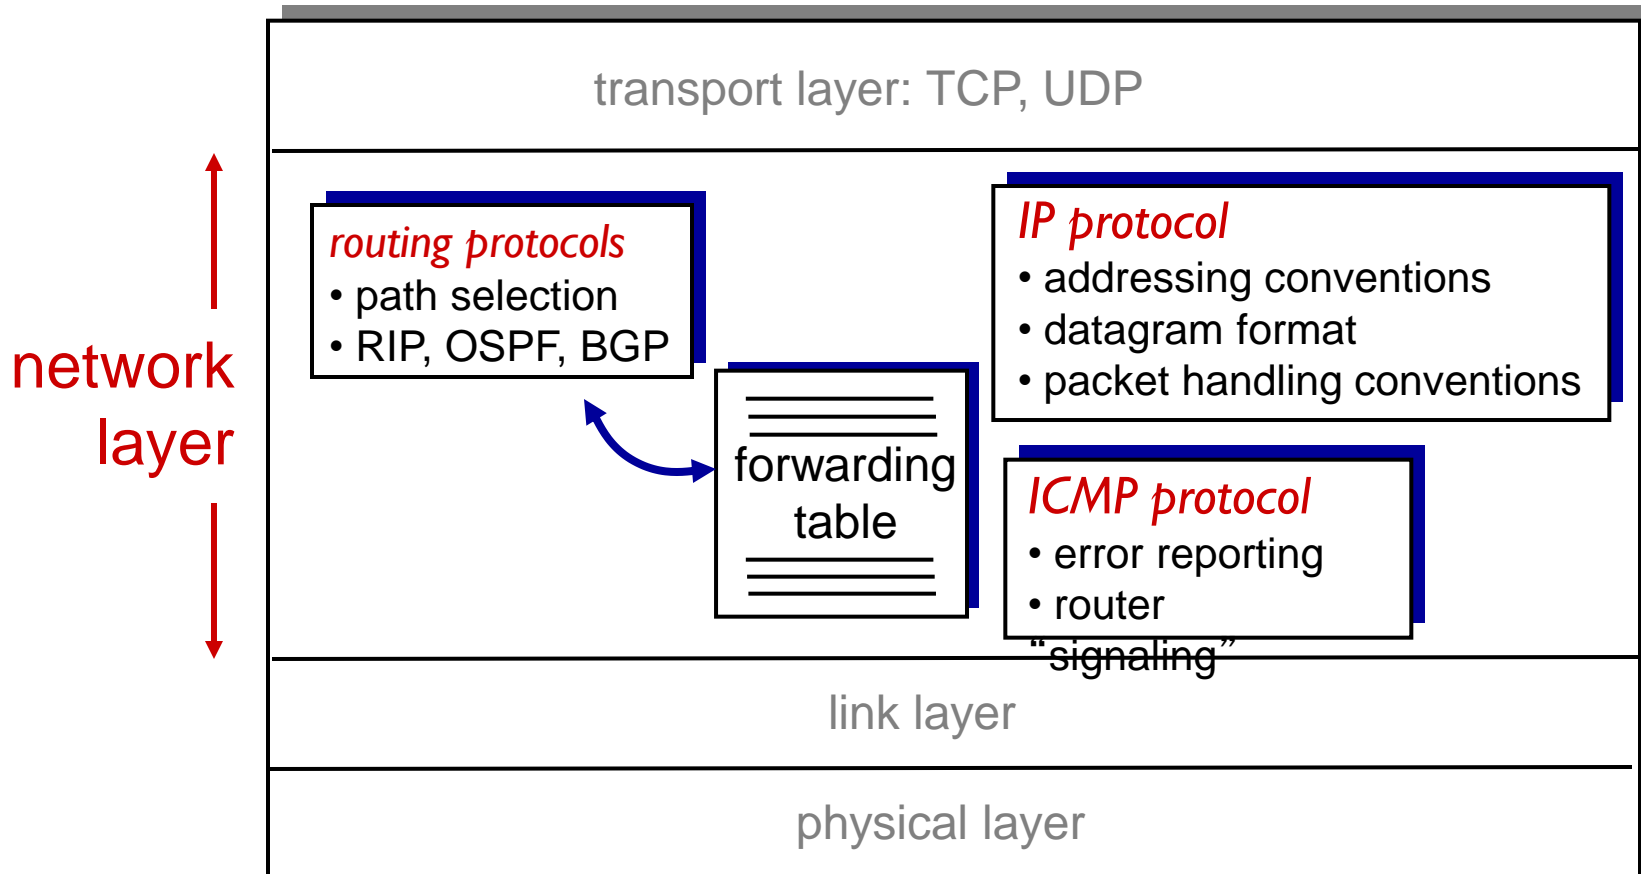 transport layer: TCP, UDP
network
layer
routing protocols
• path selection
• RIP, OSPF, BGP
forwarding
table
IP protocol
• addressing conventions
• datagram format
• packet handling conventions
ICMP protocol
• error reporting
• router
“signaling”
link layer
physical layer